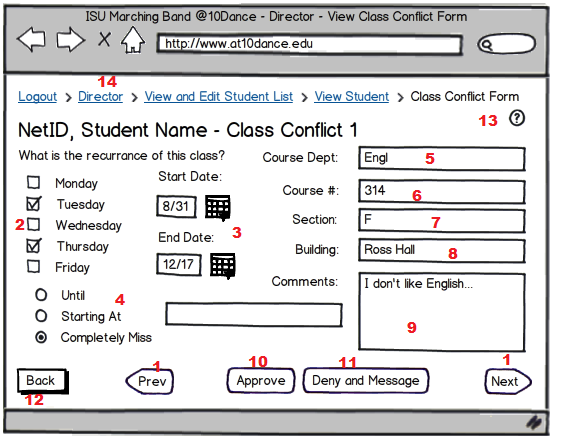 ISU Marching Band @10Dance - Director - View Class Conflict Form
http://www.at10dance.edu
14
Logout > Director > View and Edit Student List > View Student > Class Conflict Form
13 ?
NetID, Student Name - Class Conflict 1
What is the recurrance of this class?
Monday
Tuesday
2 Wednesday
Thursday
Friday
Until 4
Starting At
Completely Miss
Start Date:
8/31
3
End Date:
12/17
Course Dept: Engl 5
Course #: 314 6
Section: F 7
Building: Ross Hall 8
Comments: I don't like English...
9
1 10 11 1
Back Prev Approve Deny and Message Next
12